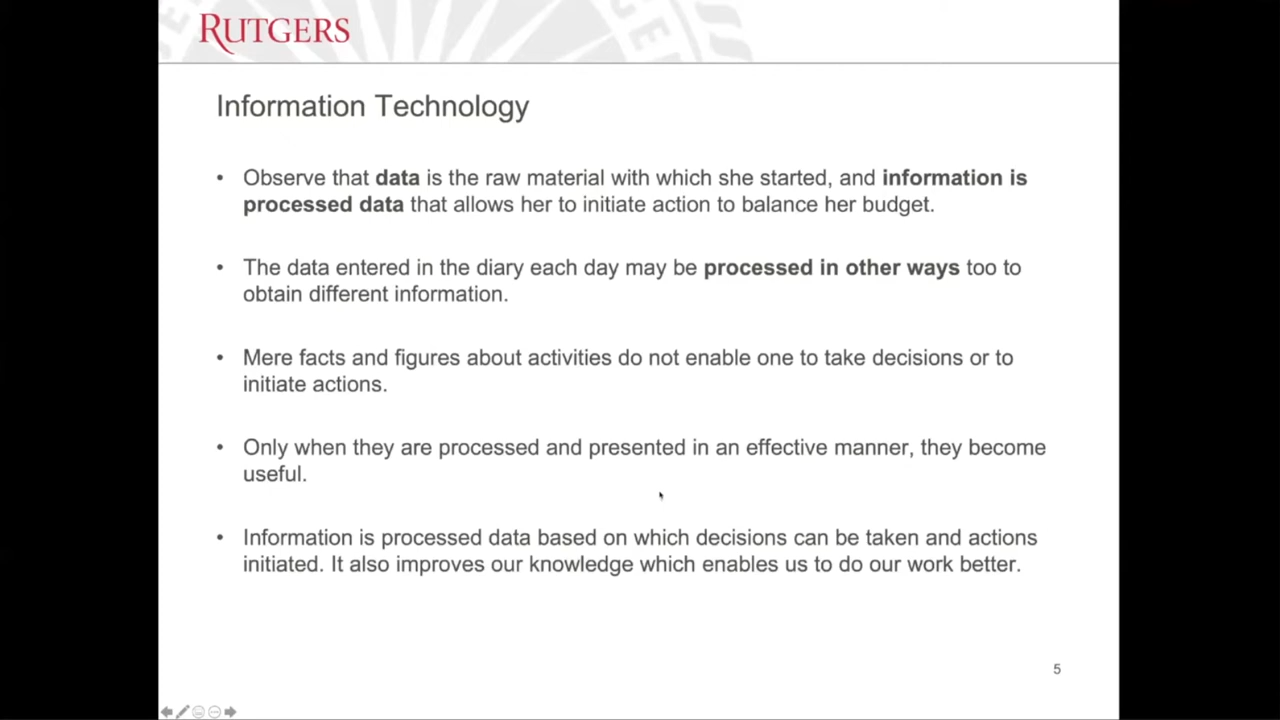 RUTGERS
Information Technology
• Observe that data is the raw material with which she started, and information is
processed data that allows her to initiate action to balance her budget.
• The data entered in the diary each day may be processed in other ways too to
obtain different information.
• Mere facts and figures about activities do not enable one to take decisions or to
initiate actions.
• Only when they are processed and presented in an effective manner, they become
useful.
• Information is processed data based on which decisions can be taken and actions
initiated. It also improves our knowledge which enables us to do our work better.
5